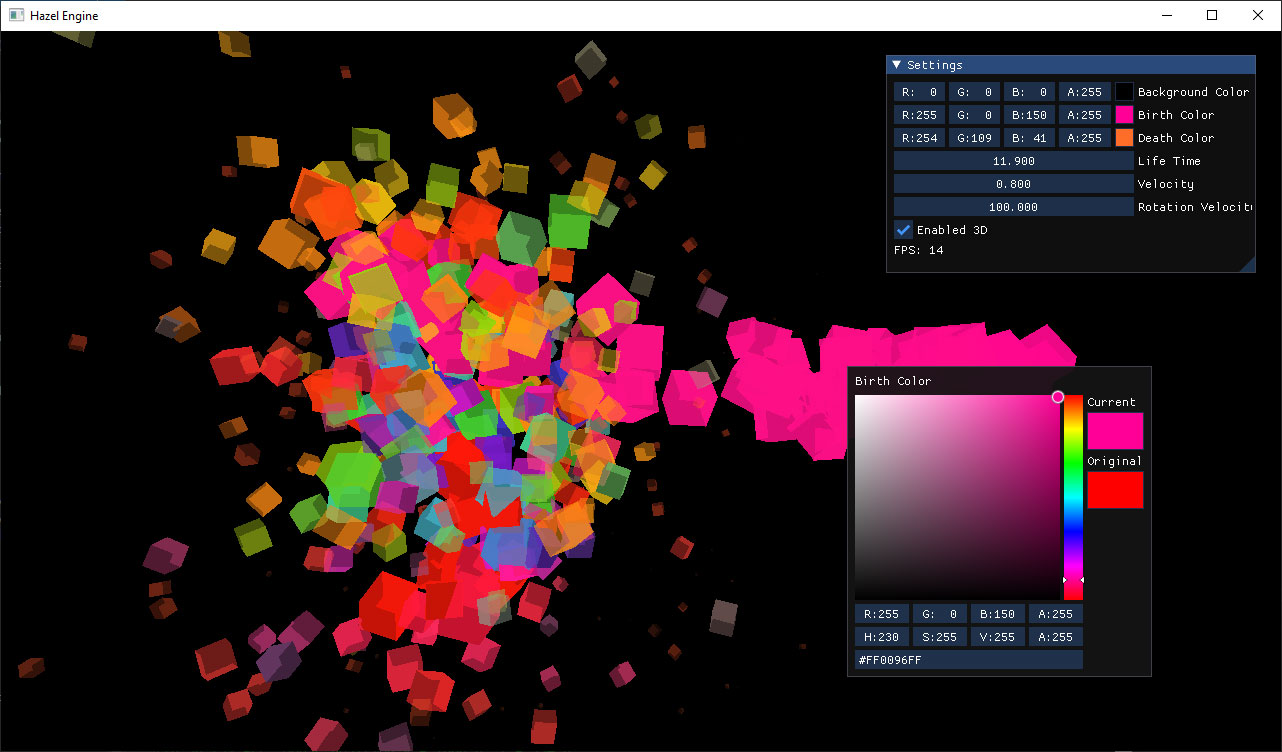 Hazel Engine
Settings
R: 0 G: 0 B: 0 A:255 Background Color
R:255 G: 0 B:150 A:255 Birth Color
R:254 G:109 B: 41 A:255 Death Color
11.900 Life Time
0.800 Velocity
100.000 Rotation Velocit
Enabled 3D
FPS: 14
Birth Color
Current
Original
R:255 G: 0 B:150 A:255
H:230 S:255 V:255 A:255
#FF0096FF